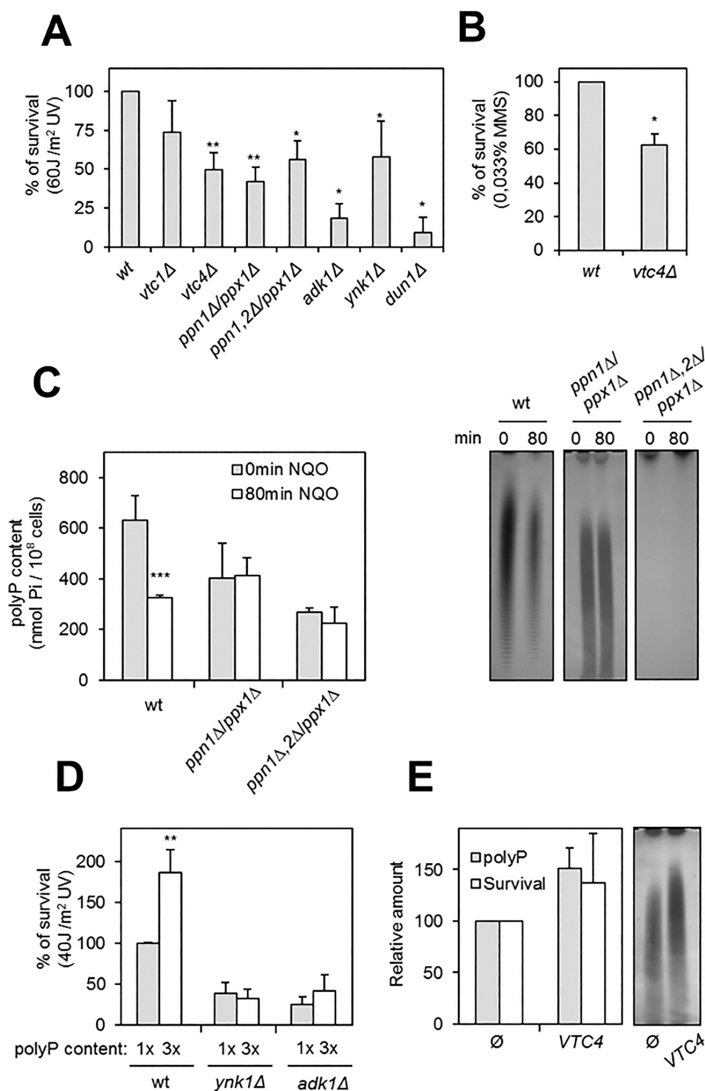 A
% of survival
(60J /m² UV)
100
75
50
25
0
**
**
*
*
*
*
wt
vtc1Δ
vtc4Δ
ppn1Δ/ppx1Δ
ppn1,2Δ/ppx1Δ
adk1Δ
ynk1Δ
dun1Δ
B
% of survival
(0,033% MMS)
100
80
60
40
20
0
*
wt
vtc4Δ
C
polyP content
(nmol Pi / 10⁸ cells)
800
600
400
200
0
0min NQO
80min NQO
***
wt
ppn1Δ/ppx1Δ
ppn1Δ,2Δ/ppx1Δ
wt
ppn1Δ/
ppx1Δ
ppn1Δ,2Δ/
ppx1Δ
min 0 80 0 80 0 80
D
% of survival
(40J /m² UV)
200
150
100
50
0
**
polyP content: 1x 3x 1x 3x 1x 3x
wt ynk1Δ adk1Δ
E
Relative amount
150
100
50
0
polyP
Survival
Ø VTC4
Ø VTC4